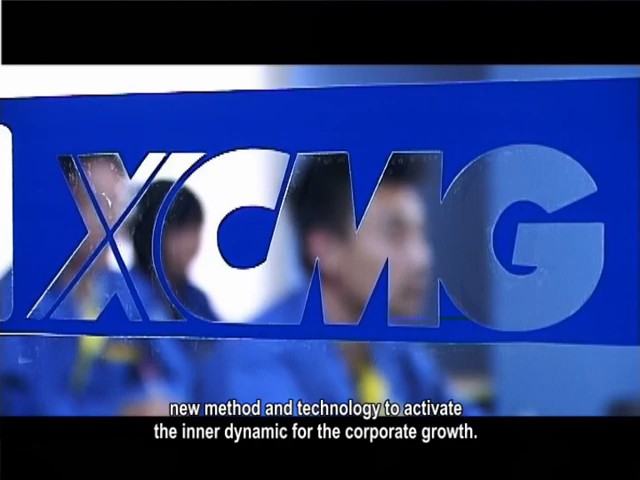 XCMG
new method and technology to activate
the inner dynamic for the corporate growth.